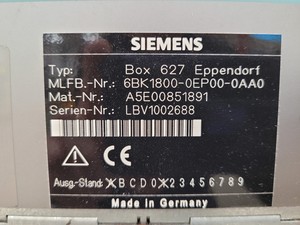 SIEMENS
Typ: Box 627 Eppendorf
MLFB.-Nr.: 6BK1800-0EP00-0AA0
Mat.-Nr.: A5E00851891
Serien-Nr.: LBV1002688
CE
Ausg.-Stand: XBCD0X23456789
Made in Germany